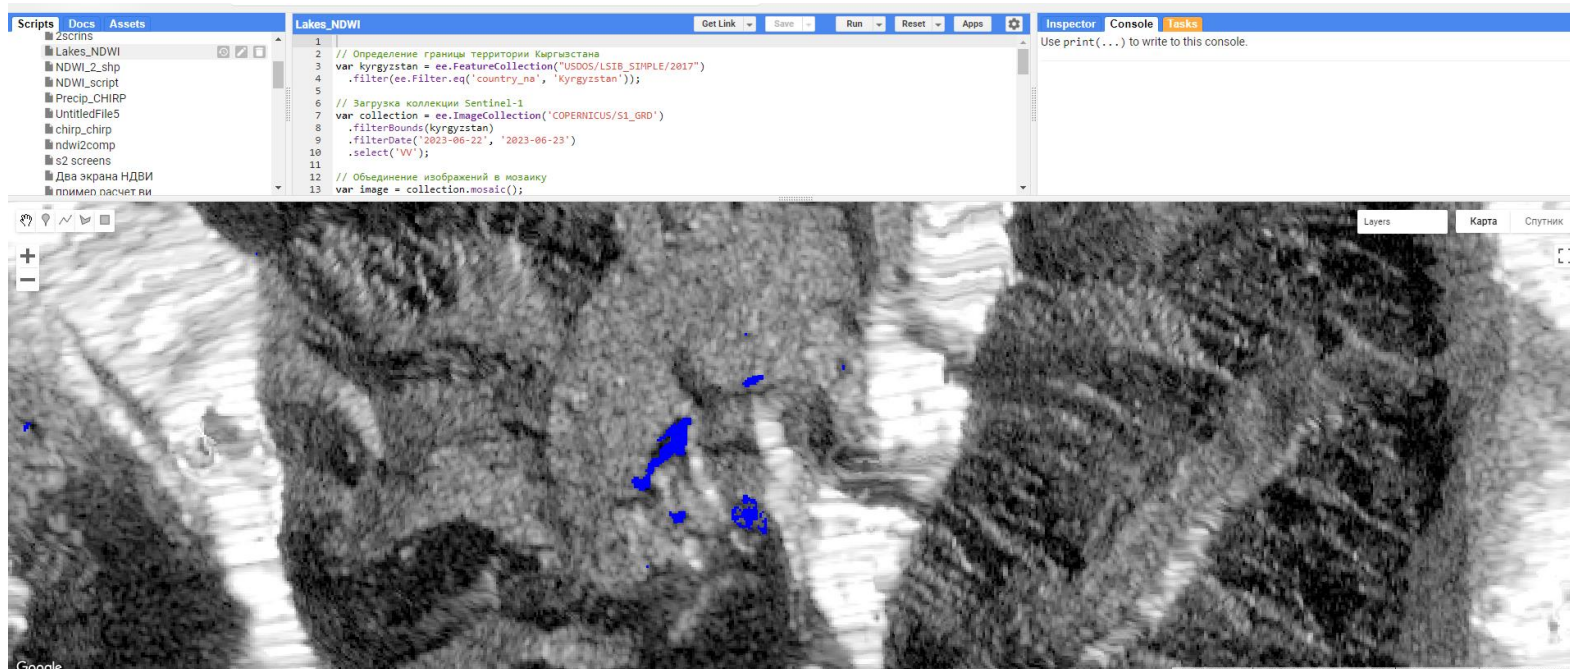 Scripts Docs Assets
2scrins
Lakes_NDWI
NDWI_2_shp
NDWI_script
Precip_CHIRP
UntitledFile5
chirp_chirp
ndwi2comp
s2 screens
Два экрана НДВИ
пример расчет ви
Lakes_NDWI
Get Link Save Run Reset Apps
1
2 // Определение границы территории Кыргызстана
3 var kyrgyzstan = ee.FeatureCollection("USDOS/LSIB_SIMPLE/2017")
4 .filter(ee.Filter.eq('country_na', 'Kyrgyzstan'));
5
6 // Загрузка коллекции Sentinel-1
7 var collection = ee.ImageCollection('COPERNICUS/S1_GRD')
8 .filterBounds(kyrgyzstan)
9 .filterDate('2023-06-22', '2023-06-23')
10 .select('VV');
11
12 // Объединение изображений в мозаику
13 var image = collection.mosaic();
Inspector Console Tasks
Use print(...) to write to this console.
Layers
Карта Спутник
Google